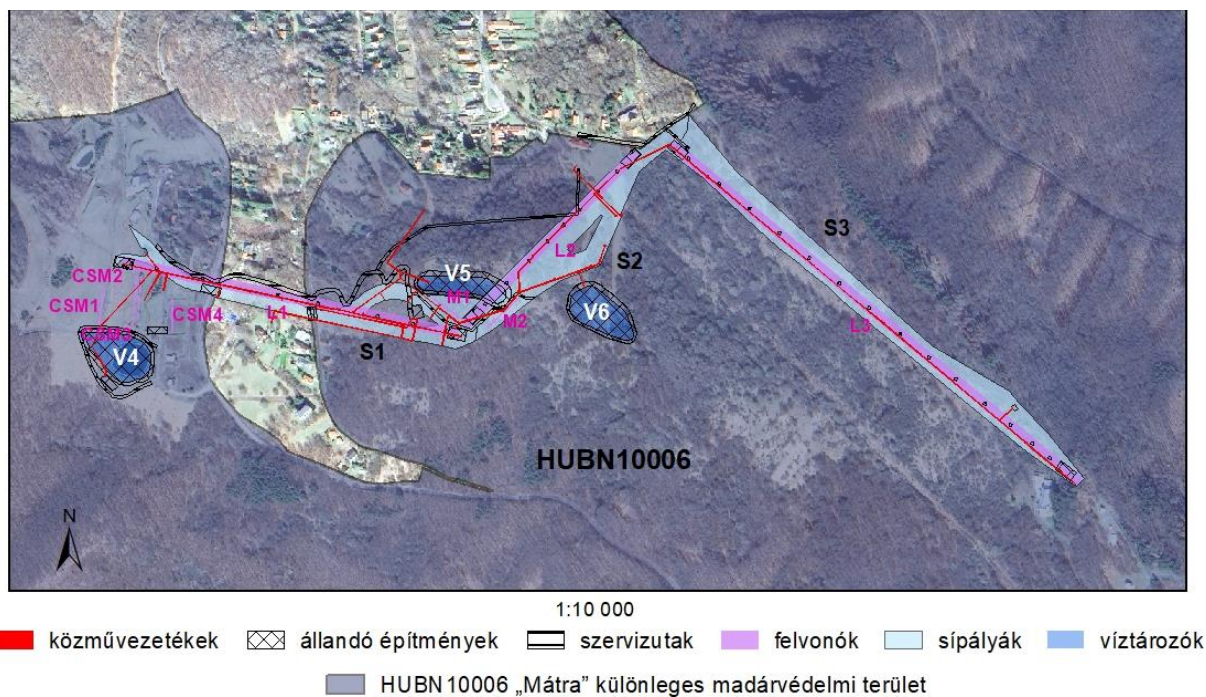 S3
L2
S2
CSM2
V5
CSM1
M1
V6
CSM4
L1
M2
L3
CSM3
S1
V4
HUBN10006
N
1:10 000
közművezetékek állandó építmények szervizutak felvonók sípályák víztározók
HUBN10006 „Mátra” különleges madárvédelmi terület